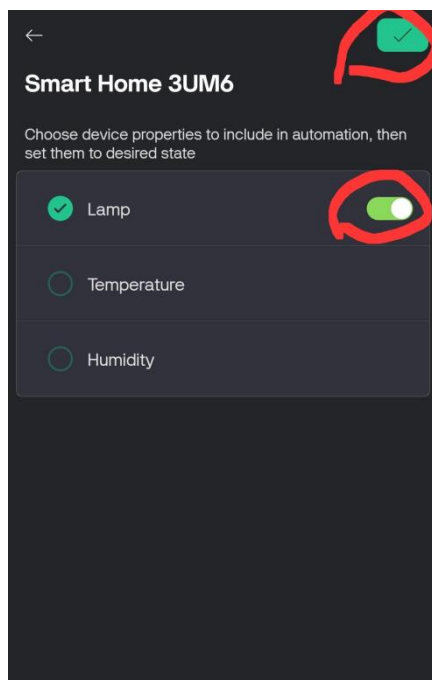 Smart Home 3UM6
Choose device properties to include in automation, then
set them to desired state
Lamp
Temperature
Humidity